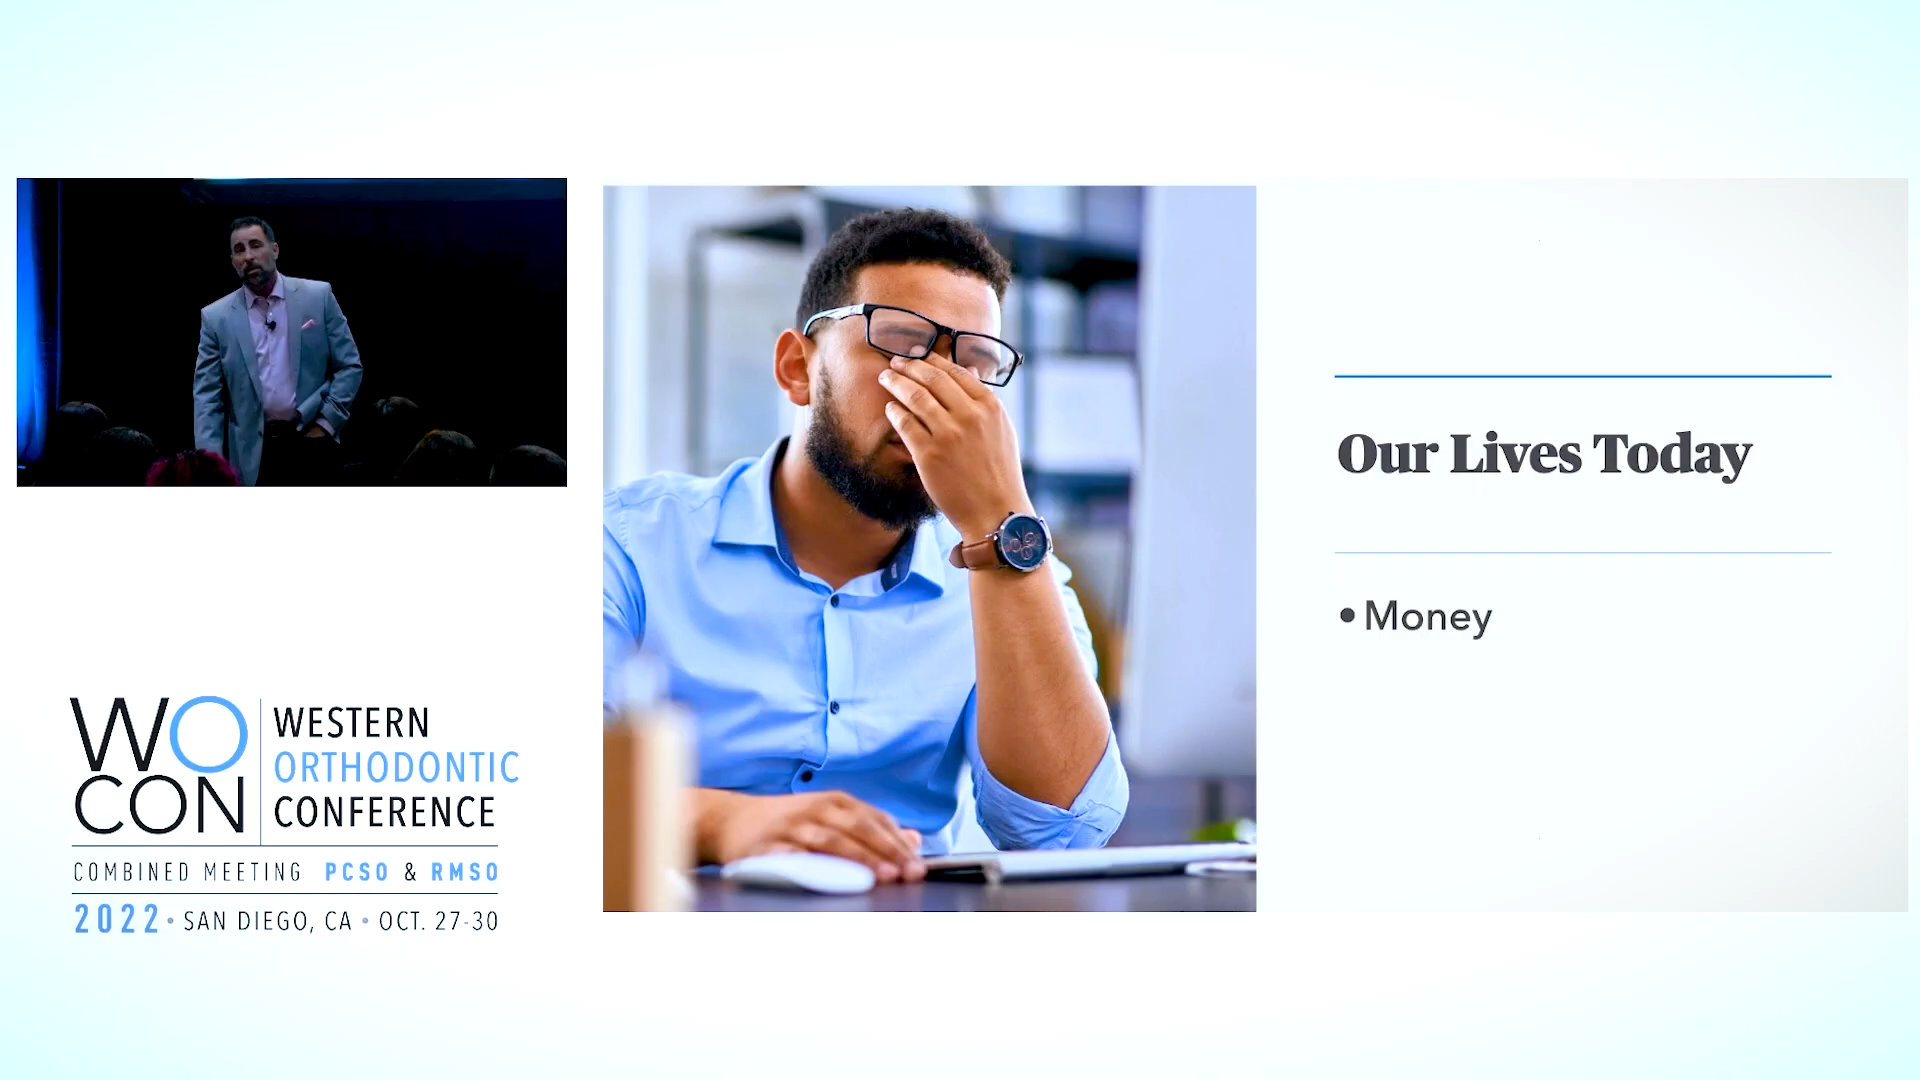 WO
CON
WESTERN
ORTHODONTIC
CONFERENCE
COMBINED MEETING PCSO & RMSO
2022 • SAN DIEGO, CA • OCT. 27-30
Our Lives Today
• Money